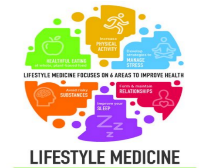 Increase
PHYSICAL
ACTIVITY
HEALTHFUL EATING
Develop
strategies to
MANAGE
STRESS
LIFESTYLE MEDICINE FOCUSES ON 6 AREAS TO IMPROVE HEALTH
Avoid risky
SUBSTANCES
Improve your
SLEEP
Form & maintain
RELATIONSHIPS
LIFESTYLE MEDICINE